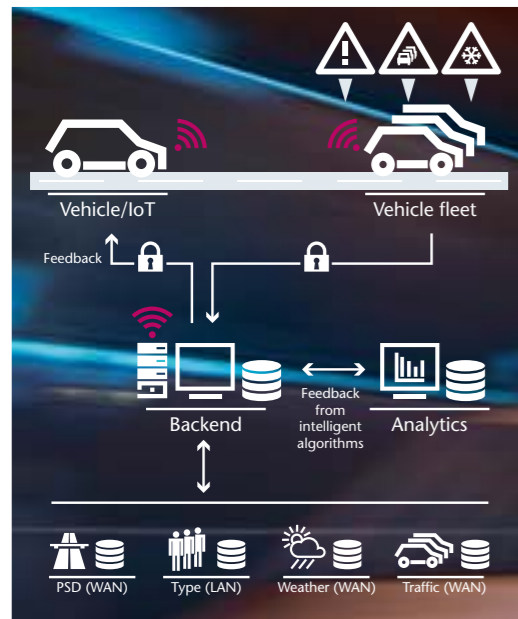 !
Vehicle/IoT
Vehicle fleet
Feedback
Backend
Feedback
from
intelligent
algorithms
Analytics
PSD (WAN)
Type (LAN)
Weather (WAN)
Traffic (WAN)